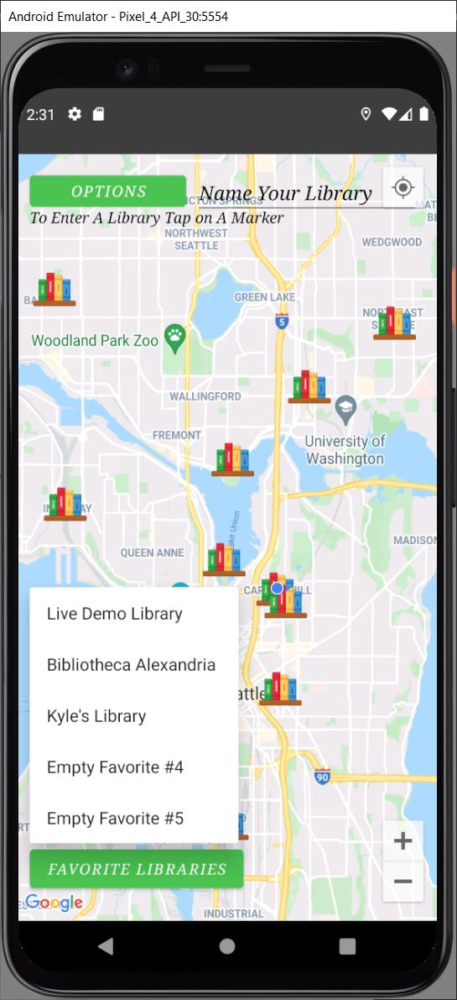 Android Emulator - Pixel_4_API_30:5554
2:31
OPTIONS
Name Your Library
To Enter A Library Tap on A Marker
NORTHWEST
SEATTLE
WEDGWOOD
GREEN LAKE
5
Woodland Park Zoo
WALLINGFORD
FREMONT
University of
Washington
QUEEN ANNE
MADISON
Live Demo Library
Bibliotheca Alexandria
Kyle's Library
Empty Favorite #4
90
Empty Favorite #5
+
−
FAVORITE LIBRARIES
Google
INDUSTRIAL